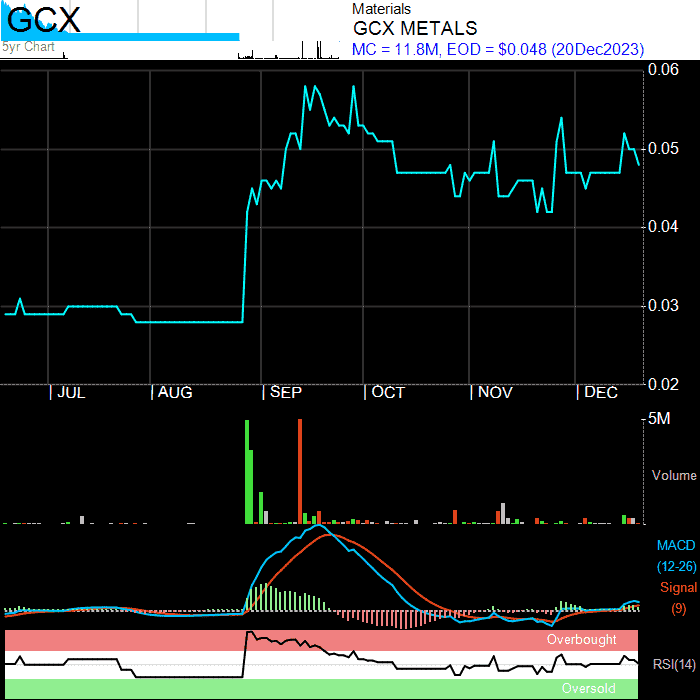 GCX
5yr Chart
Materials
GCX METALS
MC = 11.8M, EOD = $0.048 (20Dec2023)
0.06
0.05
0.04
0.03
0.02
JUL AUG SEP OCT NOV DEC
5M
Volume
MACD
(12-26)
Signal
(9)
Overbought
RSI(14)
Oversold